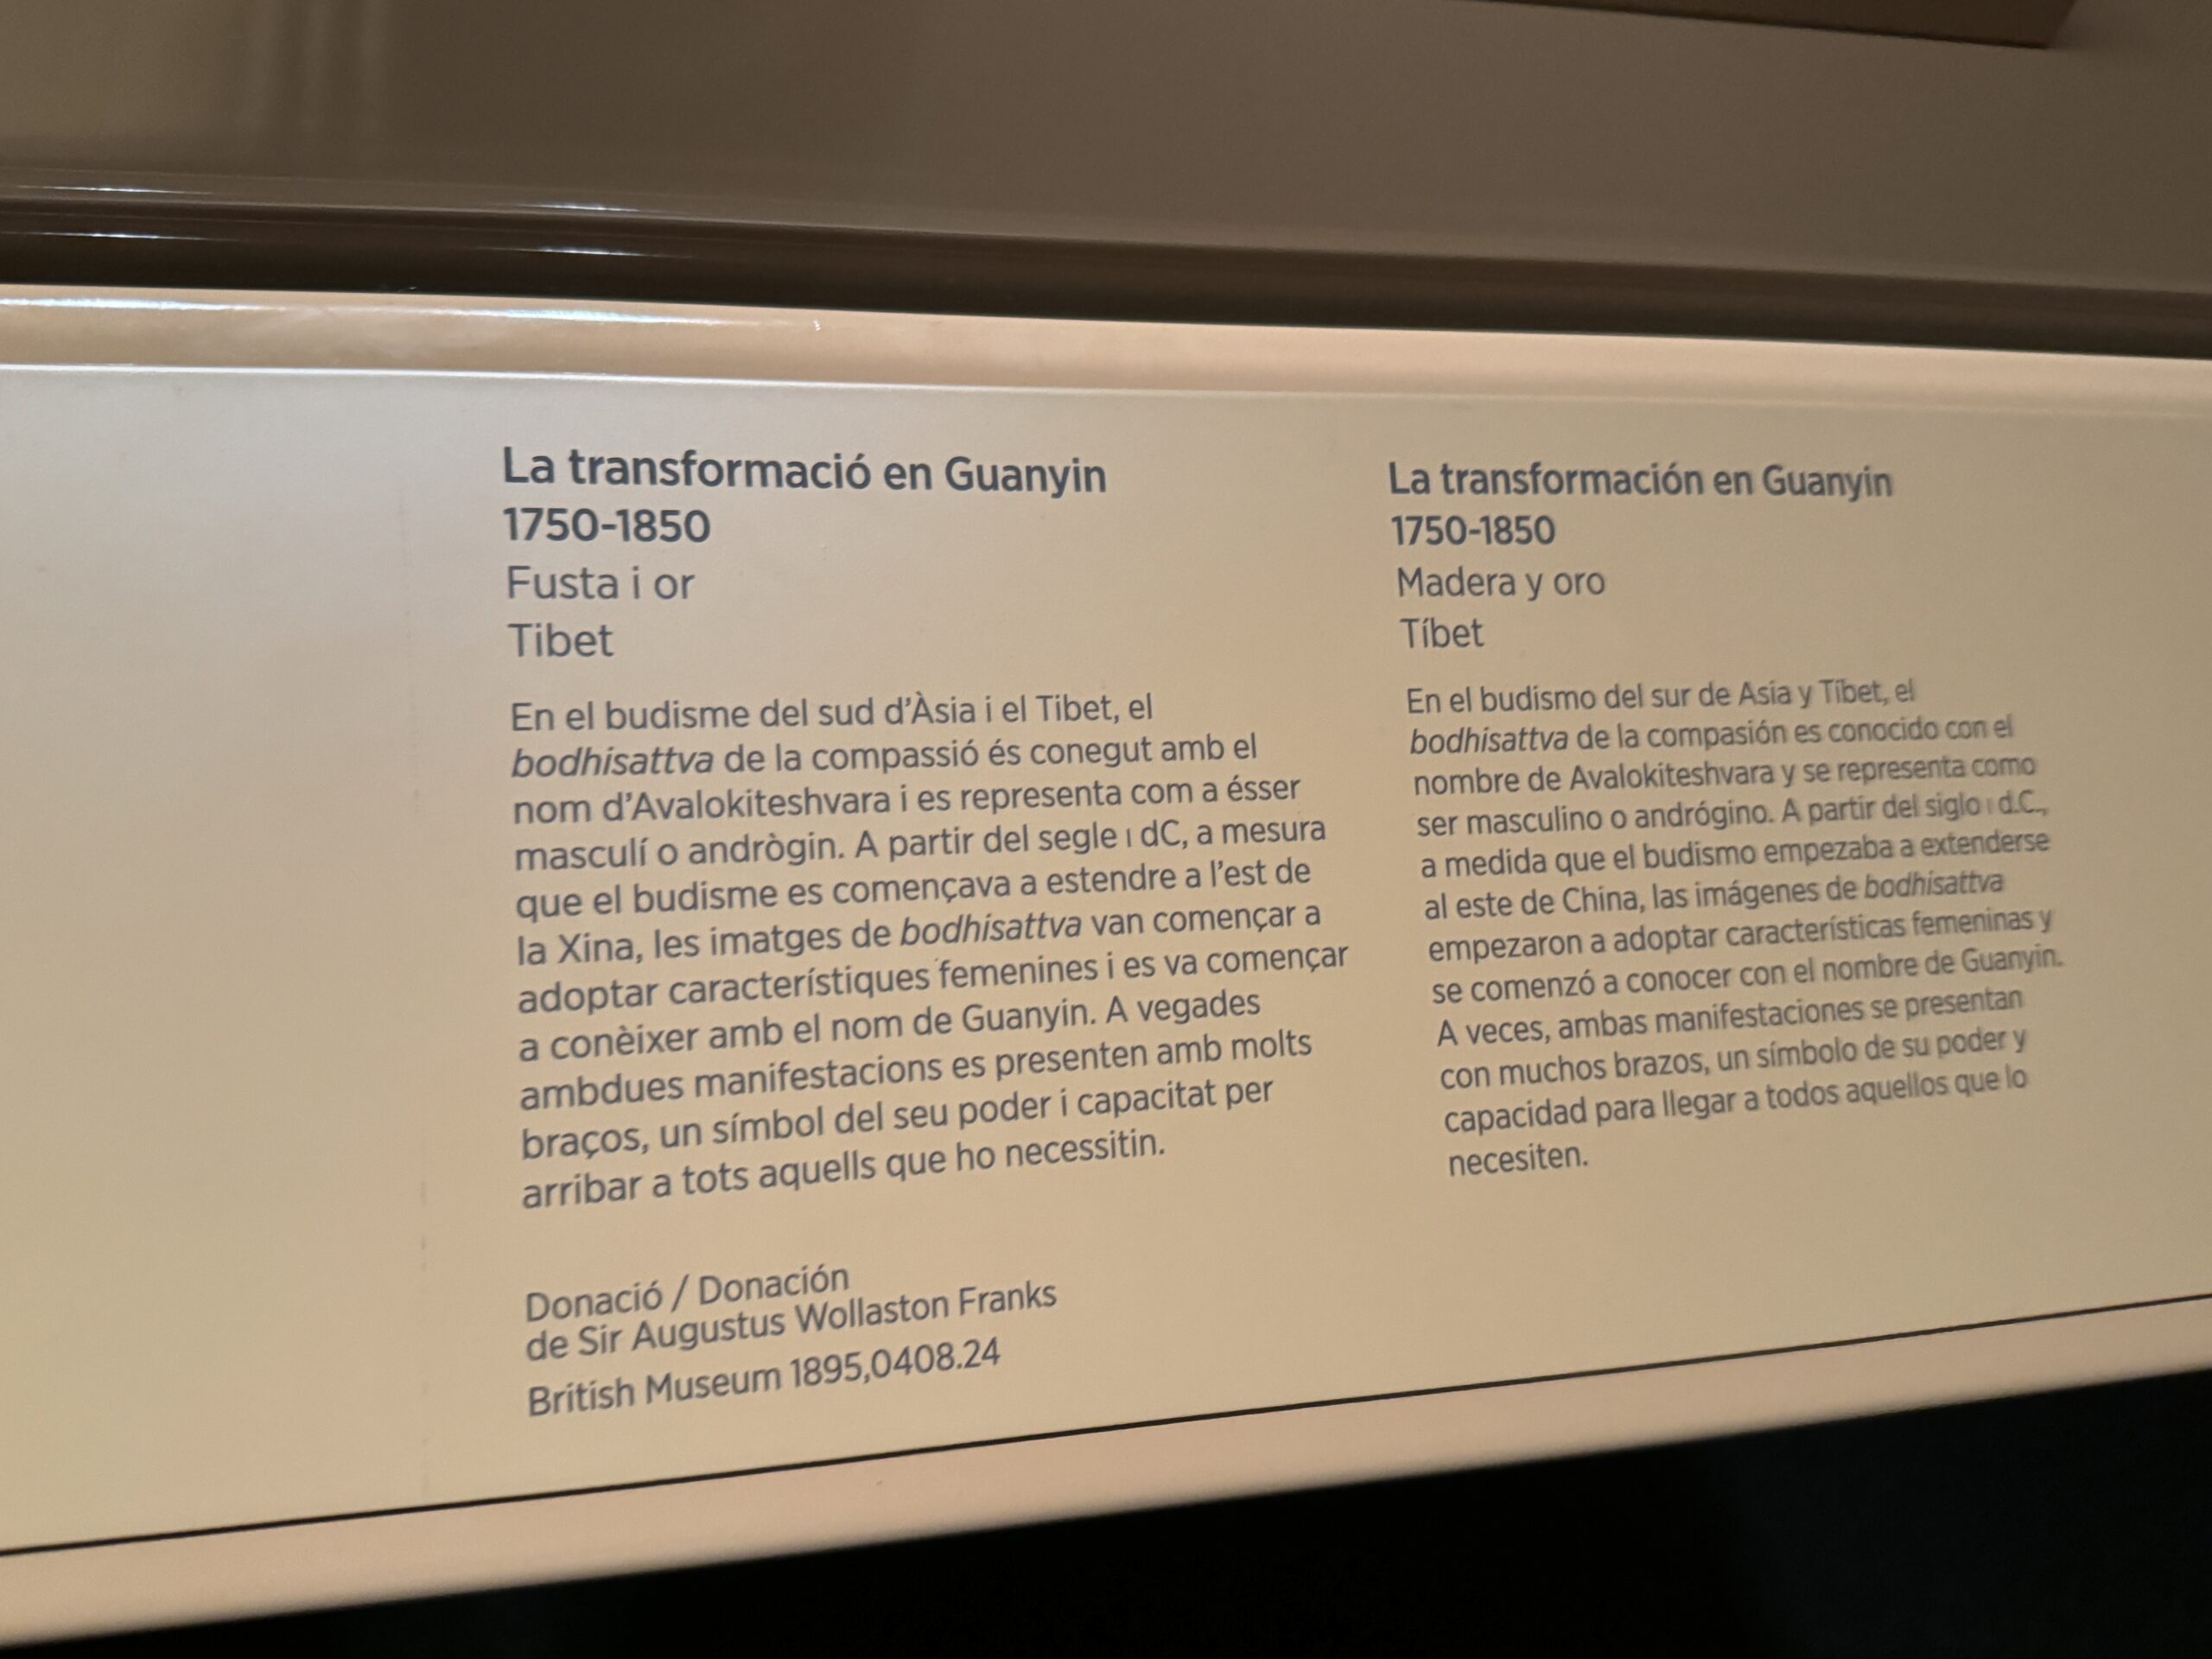 La transformació en Guanyin
1750-1850
Fusta i or
Tibet
En el budisme del sud d'Àsia i el Tibet, el
bodhisattva de la compassió és conegut amb el
nom d'Avalokiteshvara i es representa com a ésser
masculí o andrògin. A partir del segle I dC, a mesura
que el budisme es començava a estendre a l'est de
la Xina, les imatges de bodhisattva van començar a
adoptar característiques femenines i es va començar
a conèixer amb el nom de Guanyin. A vegades
ambdues manifestacions es presenten amb molts
braços, un símbol del seu poder i capacitat per
arribar a tots aquells que ho necessitin.
Donació / Donación
de Sir Augustus Wollaston Franks
British Museum 1895,0408.24
La transformación en Guanyin
1750-1850
Madera y oro
Tíbet
En el budismo del sur de Asia y Tíbet, el
bodhisattva de la compasión es conocido con el
nombre de Avalokiteshvara y se representa como
ser masculino o andrógino. A partir del siglo I d.C.,
a medida que el budismo empezaba a extenderse
al este de China, las imágenes de bodhisattva
empezaron a adoptar características femeninas y
se comenzó a conocer con el nombre de Guanyin.
A veces, ambas manifestaciones se presentan
con muchos brazos, un símbolo de su poder y
capacidad para llegar a todos aquellos que lo
necesiten.